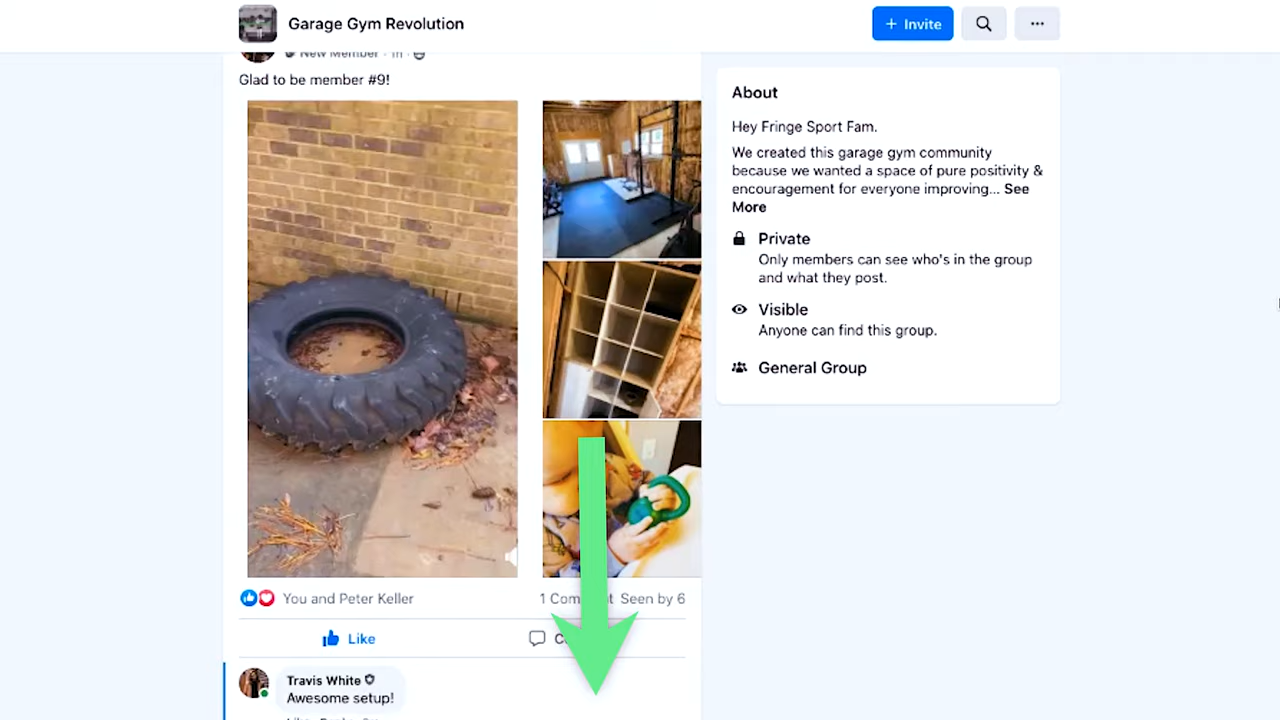 Garage Gym Revolution
+ Invite
New Member · 1h ·
Glad to be member #9!
You and Peter Keller
1 Comment Seen by 6
Like
Travis White
Awesome setup!
About
Hey Fringe Sport Fam.
We created this garage gym community
because we wanted a space of pure positivity &
encouragement for everyone improving... See
More
Private
Only members can see who's in the group
and what they post.
Visible
Anyone can find this group.
General Group